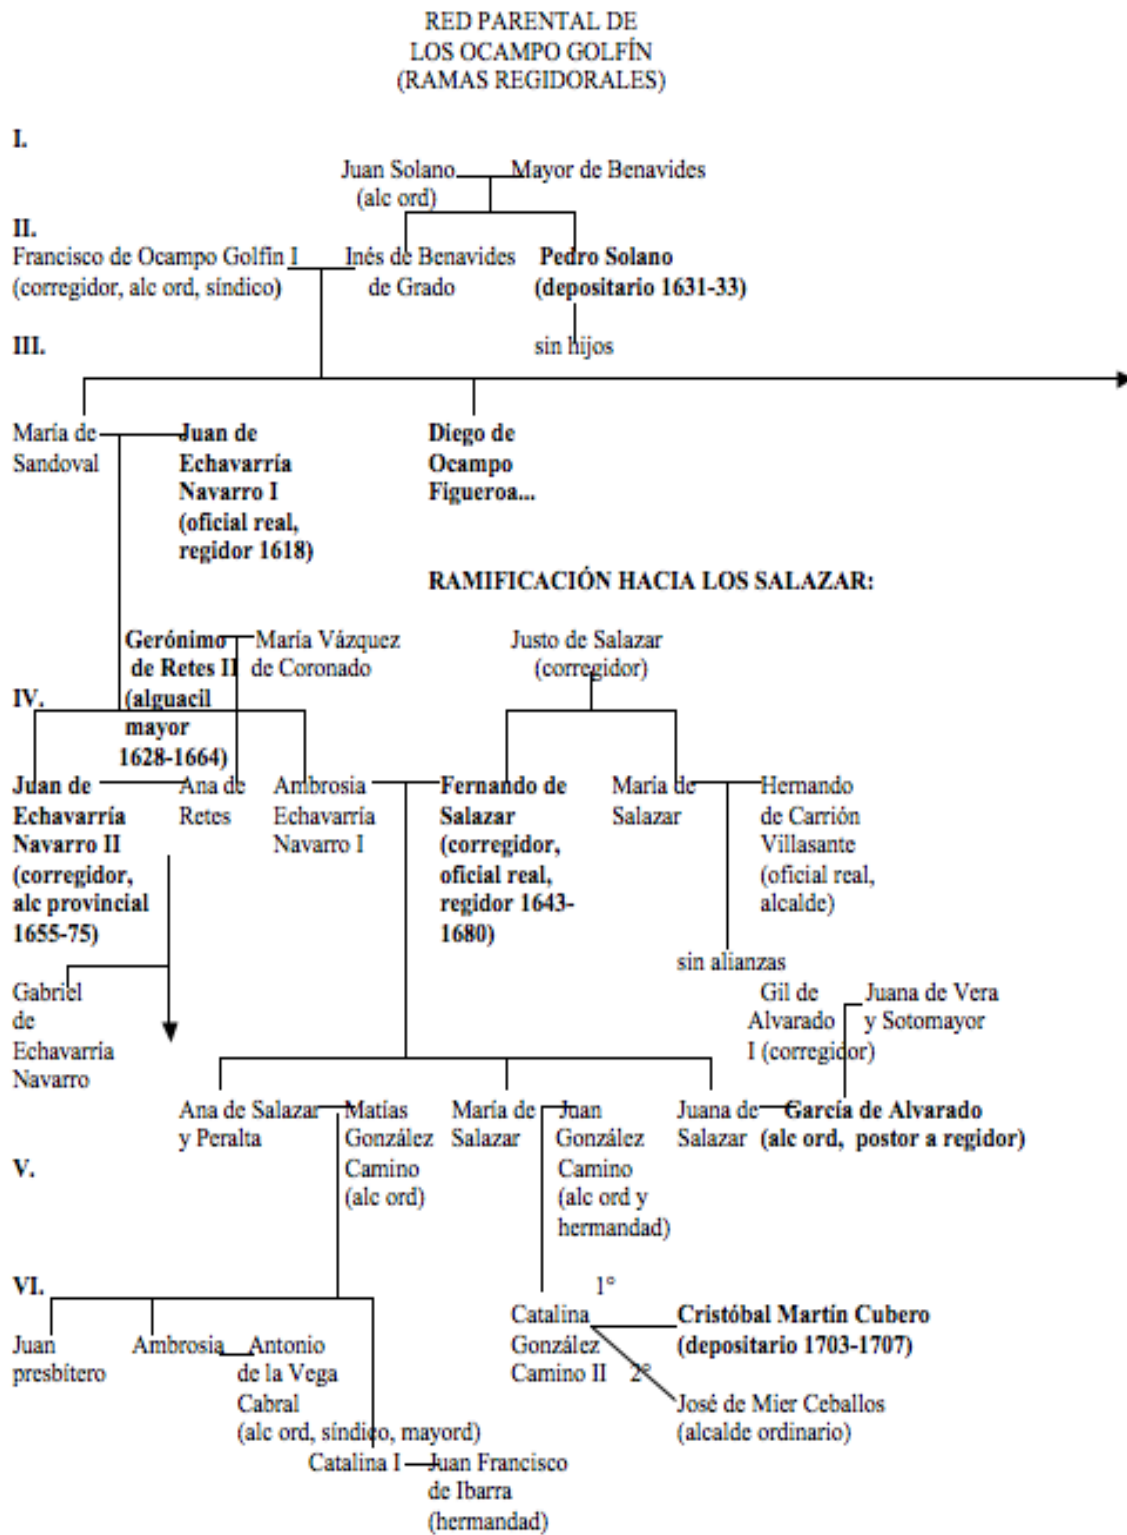 RED PARENTAL DE
LOS OCAMPO GOLFÍN
(RAMAS REGIDORALES)
I.
Juan Solano
(alc ord)
Mayor de Benavides
II.
Francisco de Ocampo Golfín I
(corregidor, alc ord, síndico)
Inés de Benavides
de Grado
Pedro Solano
(depositario 1631-33)
III.
sin hijos
María de
Sandoval
Juan de
Echavarría
Navarro I
(oficial real,
regidor 1618)
Diego de
Ocampo
Figueroa...
RAMIFICACIÓN HACIA LOS SALAZAR:
Gerónimo
de Retes II
(alguacil
mayor
1628-1664)
María Vázquez
de Coronado
Justo de Salazar
(corregidor)
IV.
Juan de
Echavarría
Navarro II
(corregidor,
alc provincial
1655-75)
Ana de
Retes
Ambrosia
Echavarría
Navarro I
Fernando de
Salazar
(corregidor,
oficial real,
regidor 1643-
1680)
María de
Salazar
Hernando
de Carrión
Villasante
(oficial real,
alcalde)
sin alianzas
Gabriel
de
Echavarría
Navarro
Gil de
Alvarado
I (corregidor)
Juana de Vera
y Sotomayor
Ana de Salazar
y Peralta
Matías
González
Camino
(alc ord)
María de
Salazar
Juan
González
Camino
(alc ord y
hermandad)
Juana de
Salazar
García de Alvarado
(alc ord, postor a regidor)
V.
VI.
1°
Juan
presbítero
Ambrosia
Antonio
de la Vega
Cabral
(alc ord, síndico, mayord)
Catalina
González
Camino II
2°
Cristóbal Martín Cubero
(depositario 1703-1707)
José de Mier Ceballos
(alcalde ordinario)
Catalina I
Juan Francisco
de Ibarra
(hermandad)